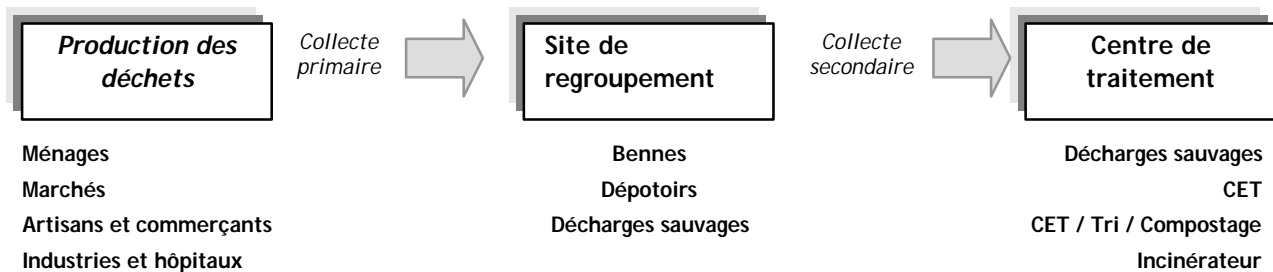 Production des
déchets
Collecte
primaire
Site de
regroupement
Collecte
secondaire
Centre de
traitement
Ménages
Marchés
Artisans et commerçants
Industries et hôpitaux
Bennes
Dépotoirs
Décharges sauvages
Décharges sauvages
CET
CET / Tri / Compostage
Incinérateur